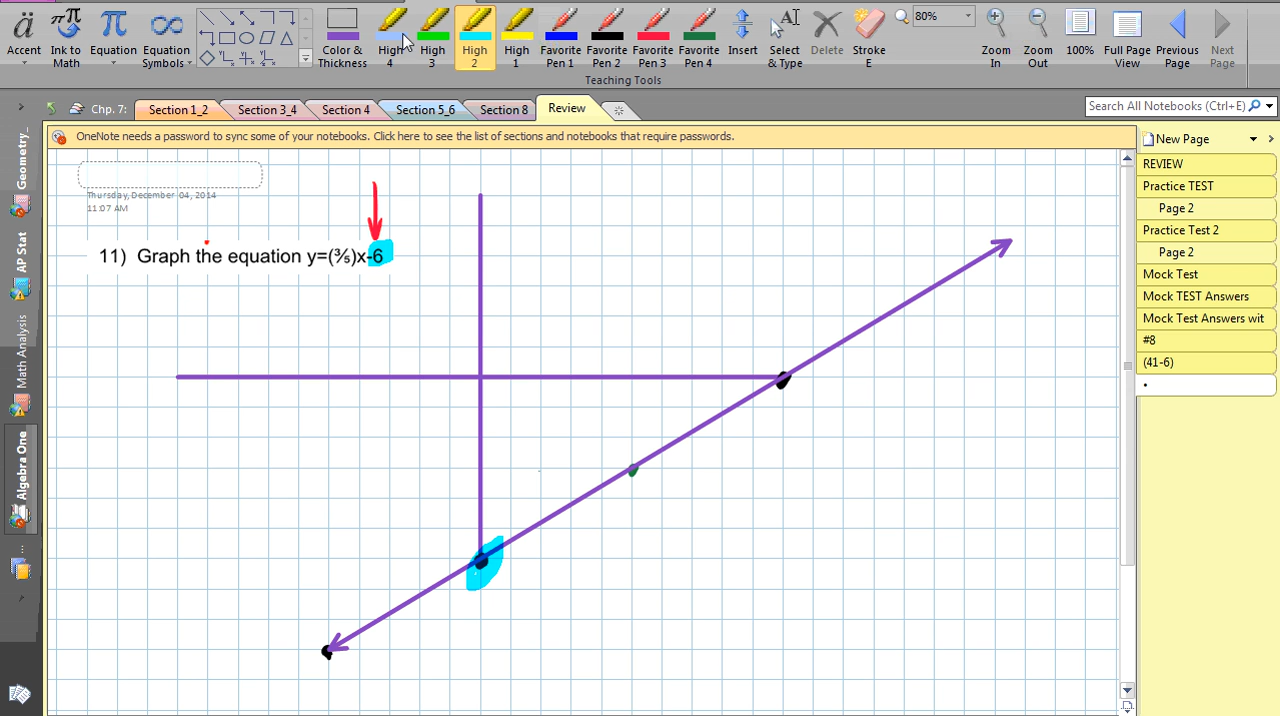 ä ππ π ∞ 80%
Accent Ink to Math Equation Equation Symbols Color & Thickness High 4 High 3 High 2 High 1 Favorite Pen 1 Favorite Pen 2 Favorite Pen 3 Favorite Pen 4 Insert Select & Type Delete Stroke E Zoom In Zoom Out 100% Full Page View Previous Page Next Page
Teaching Tools
Chp. 7: Section 1_2 Section 3_4 Section 4 Section 5_6 Section 8 Review Search All Notebooks (Ctrl+E)
OneNote needs a password to sync some of your notebooks. Click here to see the list of sections and notebooks that require passwords.
New Page
REVIEW
Practice TEST
Page 2
Practice Test 2
Page 2
Mock Test
Mock TEST Answers
Mock Test Answers wit
#8
(41-6)
Thursday, December 04, 2014
11:07 AM
11) Graph the equation y=(⅗)x-6
Geometry...
AP Stat
Math Analysis
Algebra One